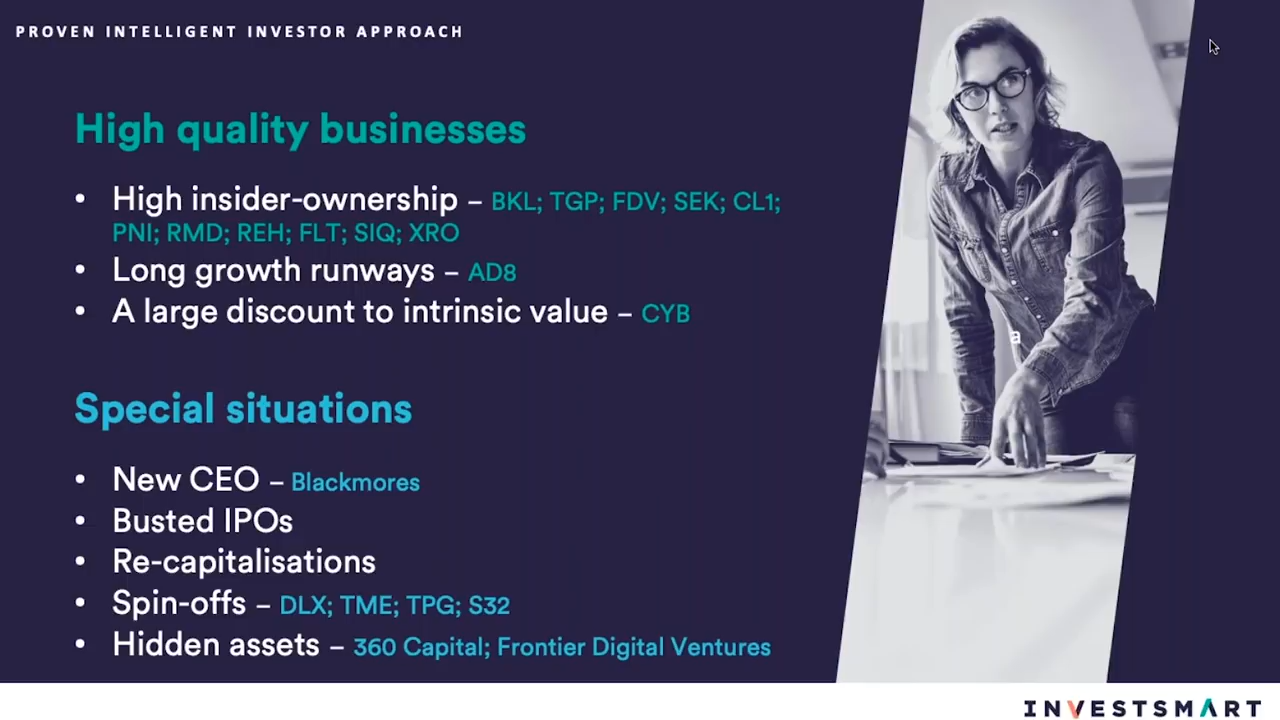 PROVEN INTELLIGENT INVESTOR APPROACH
High quality businesses
• High insider-ownership – BKL; TGP; FDV; SEK; CL1;
PNI; RMD; REH; FLT; SIQ; XRO
• Long growth runways – AD8
• A large discount to intrinsic value – CYB
a
Special situations
• New CEO – Blackmores
• Busted IPOs
• Re-capitalisations
• Spin-offs – DLX; TME; TPG; S32
• Hidden assets – 360 Capital; Frontier Digital Ventures
INVESTSMART